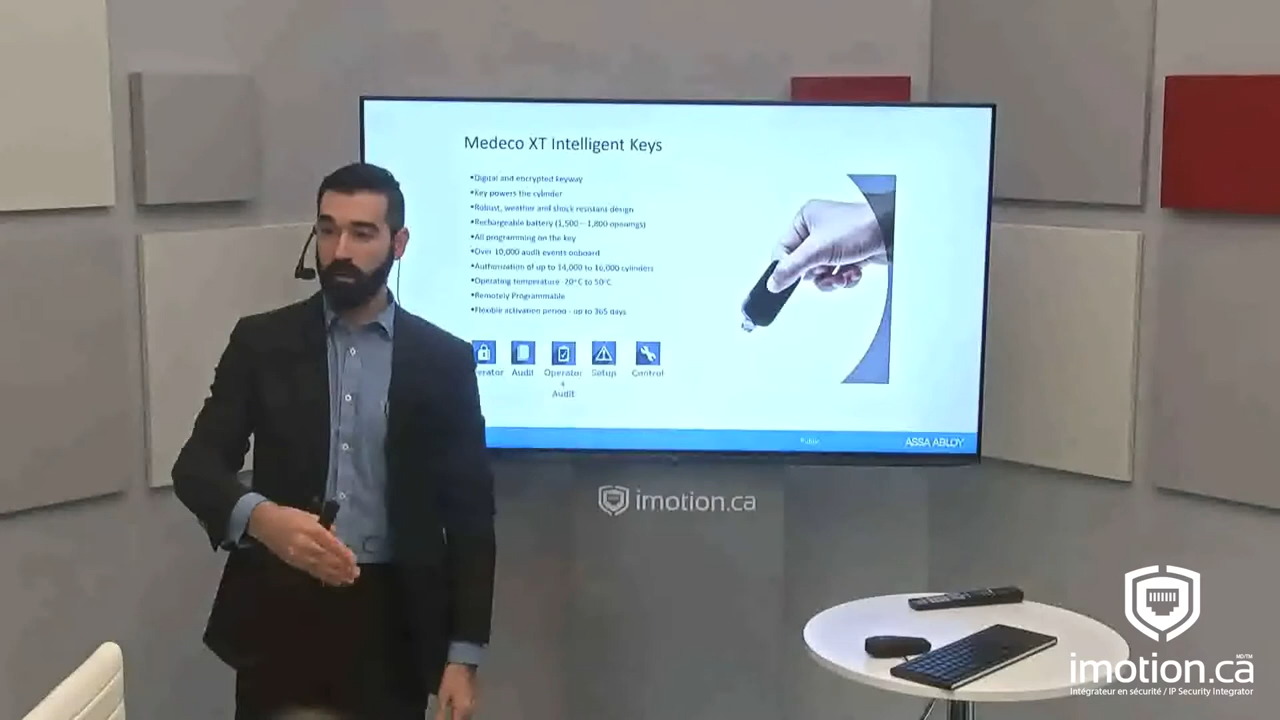 Medeco XT Intelligent Keys
•Digital and encrypted keyway
•Key powers the cylinder
•Robust, weather and shock resistant design
•Rechargeable battery (1,500 – 1,800 openings)
•All programming on the key
•Over 10,000 audit events onboard
•Authorization of up to 14,000 to 16,000 cylinders
•Operating temperature -20°C to 50°C
•Remotely Programmable
•Flexible activation period - up to 365 days
erator Audit Operator Setup Control
+
Audit
ASSA ABLOY
imotion.ca
imotion.ca
Intégrateur en sécurité / IP Security Integrator